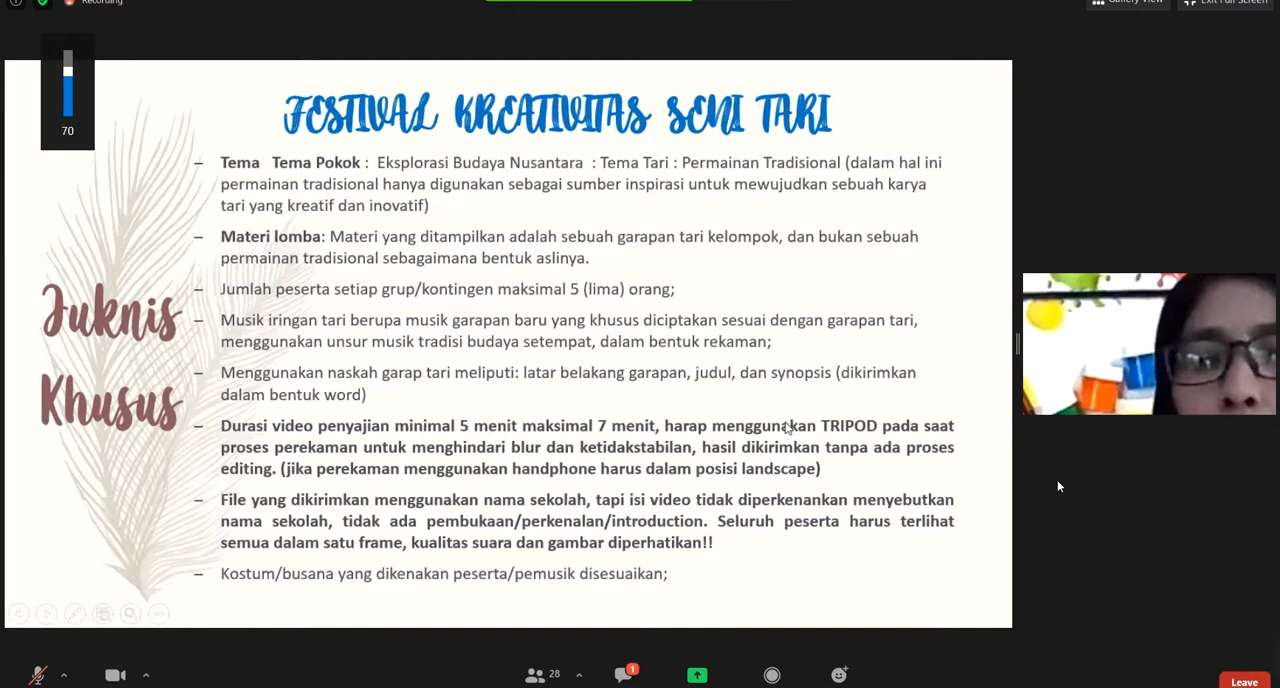 Recording
Gallery View
Exit Full Screen
70
FESTIVAL KREATIVITAS SENI TARI
Juknis
Khusus
– Tema Tema Pokok : Eksplorasi Budaya Nusantara : Tema Tari : Permainan Tradisional (dalam hal ini
permainan tradisional hanya digunakan sebagai sumber inspirasi untuk mewujudkan sebuah karya
tari yang kreatif dan inovatif)
– Materi lomba: Materi yang ditampilkan adalah sebuah garapan tari kelompok, dan bukan sebuah
permainan tradisional sebagaimana bentuk aslinya.
– Jumlah peserta setiap grup/kontingen maksimal 5 (lima) orang;
– Musik iringan tari berupa musik garapan baru yang khusus diciptakan sesuai dengan garapan tari,
menggunakan unsur musik tradisi budaya setempat, dalam bentuk rekaman;
– Menggunakan naskah garap tari meliputi: latar belakang garapan, judul, dan synopsis (dikirimkan
dalam bentuk word)
– Durasi video penyajian minimal 5 menit maksimal 7 menit, harap menggunakan TRIPOD pada saat
proses perekaman untuk menghindari blur dan ketidakstabilan, hasil dikirimkan tanpa ada proses
editing. (jika perekaman menggunakan handphone harus dalam posisi landscape)
– File yang dikirimkan menggunakan nama sekolah, tapi isi video tidak diperkenankan menyebutkan
nama sekolah, tidak ada pembukaan/perkenalan/introduction. Seluruh peserta harus terlihat
semua dalam satu frame, kualitas suara dan gambar diperhatikan!!
– Kostum/busana yang dikenakan peserta/pemusik disesuaikan;
28
1
Leave